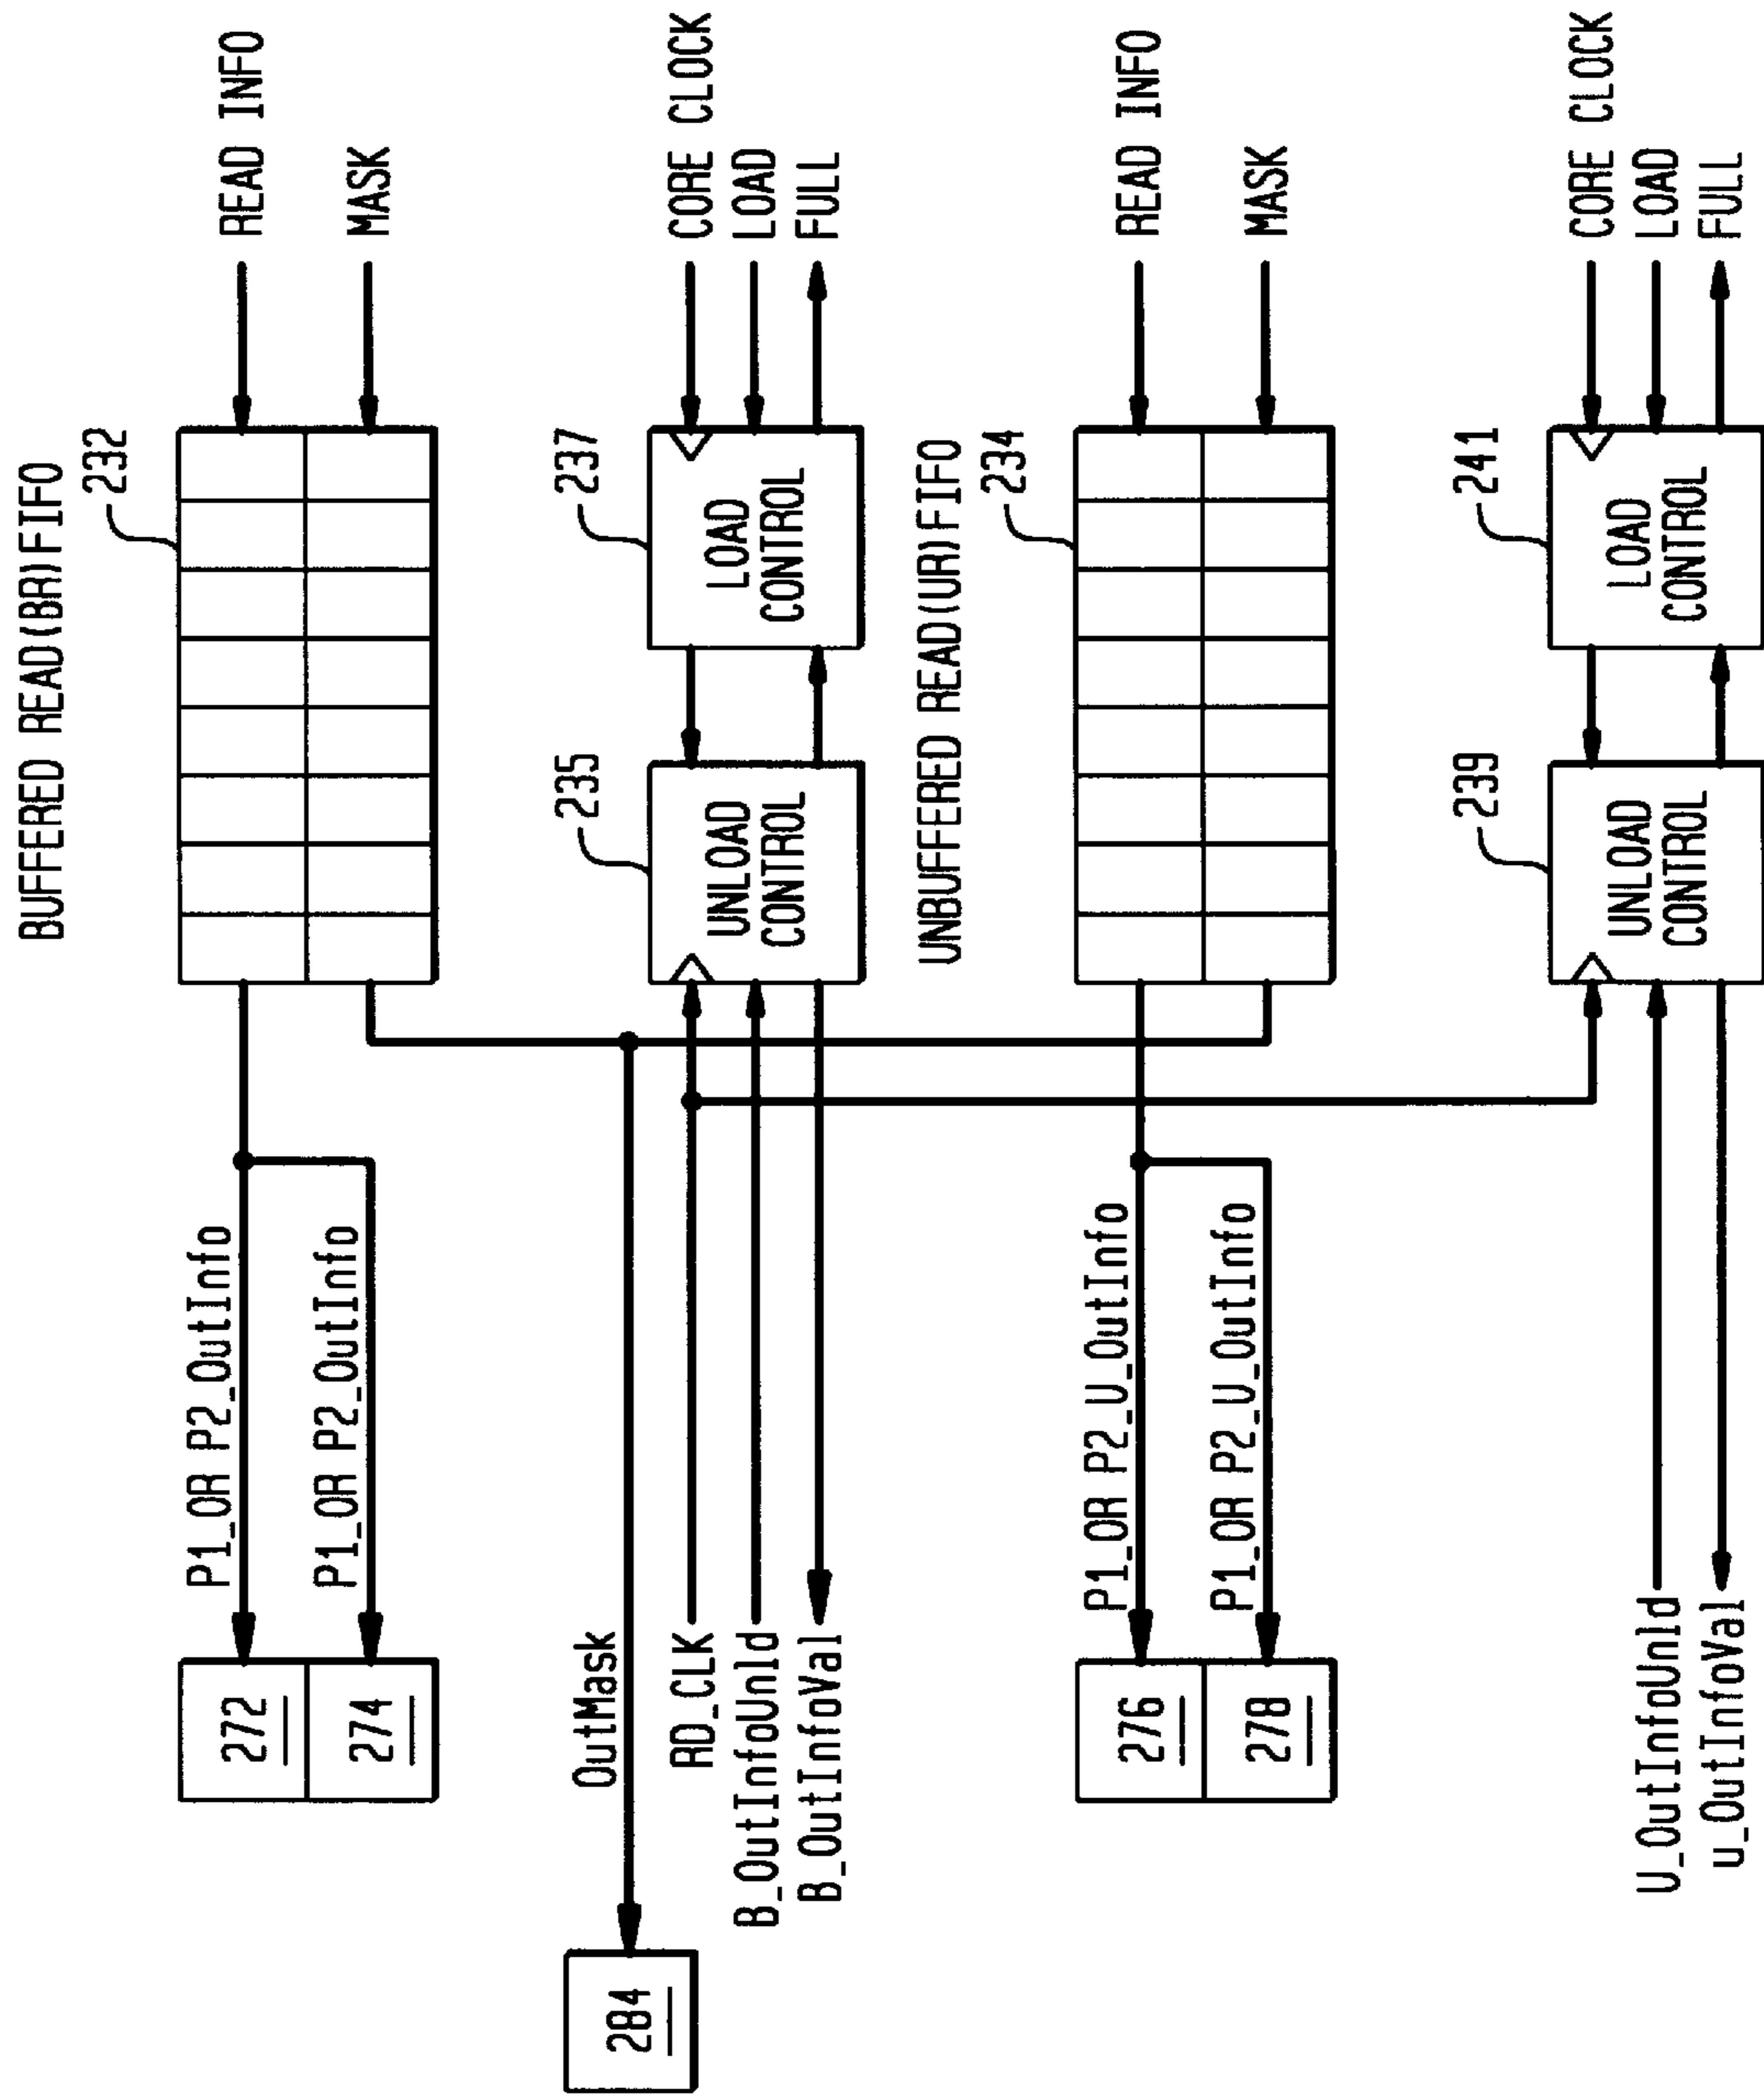 BUFFERED READ(BR)FIFO
232
READ INFO
MASK
P1_OR P2_OutInfo
P1_OR P2_OutInfo
272
274
284
OutMask
RD_CLK
B_OutInfoUnld
B_OutInfoVal
235
UNLOAD
CONTROL
237
LOAD
CONTROL
CORE CLOCK
LOAD
FULL
UNBUFFERED READ(UR)FIFO
234
READ INFO
MASK
P1_OR P2_U_OutInfo
P1_OR P2_U_OutInfo
276
278
U_OutInfoUnld
u_OutInfoVal
239
UNLOAD
CONTROL
241
LOAD
CONTROL
CORE CLOCK
LOAD
FULL